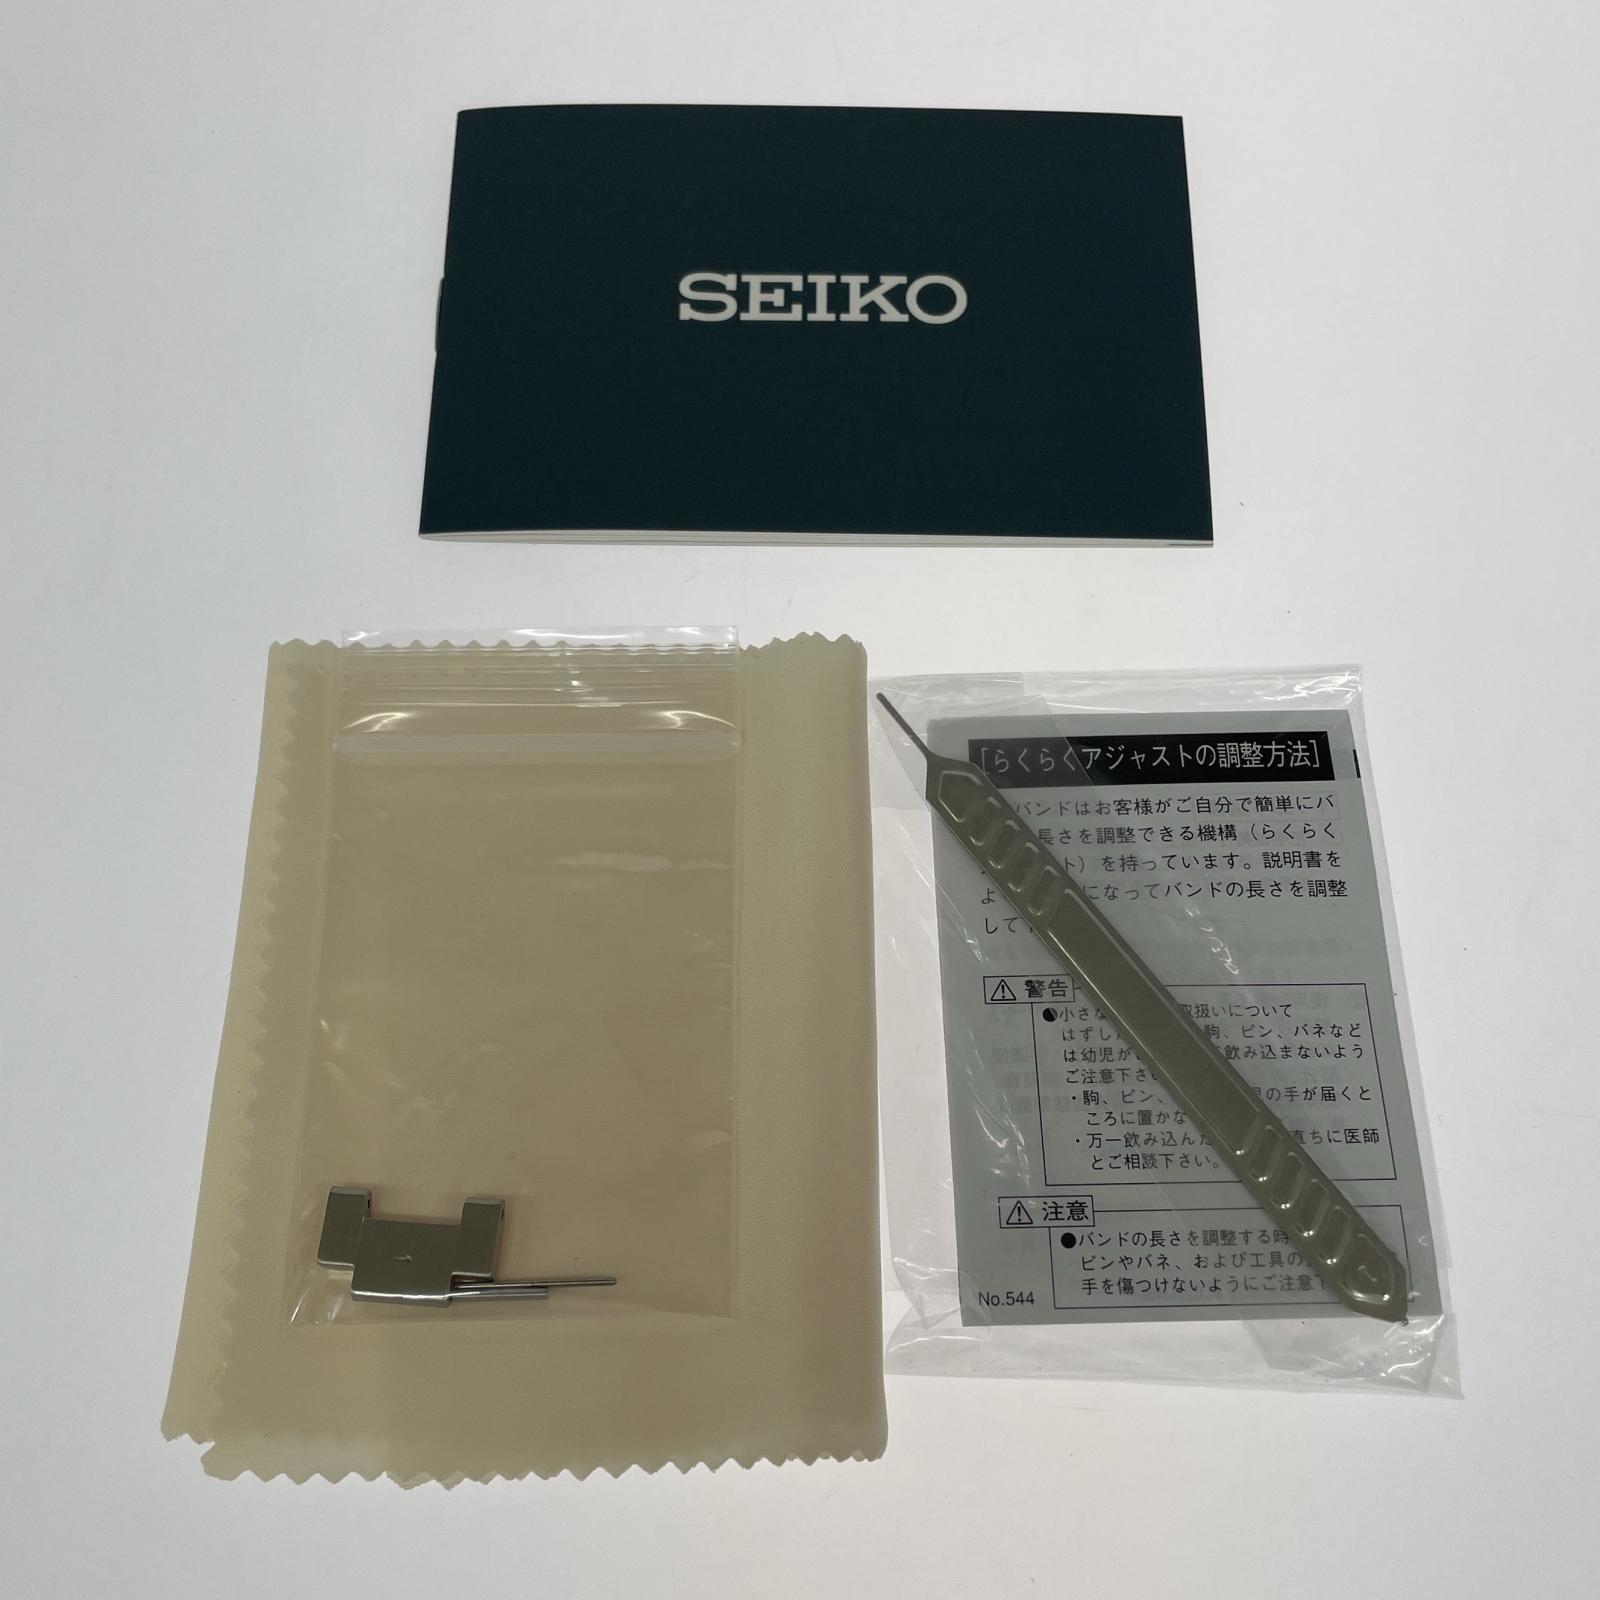 SEIKO
[らくらくアジャストの調整方法]
バンドはお客様がご自分で簡単にバ
長さを調整できる機構（らくらく
ト）を持っています。説明書を
よ になってバンドの長さを調整
して
警告
●小さな 取扱いについて
はずし 駒、ピン、バネなど
は幼児が 飲み込まないよう
ご注意下さ
・駒、ピン、 の手が届くと
ころに置かな
・万一飲み込んだ 直ちに医師
とご相談下さい。
注意
●バンドの長さを調整する時
ピンやバネ、および工具の
手を傷つけないようにご注意下
No.544
1